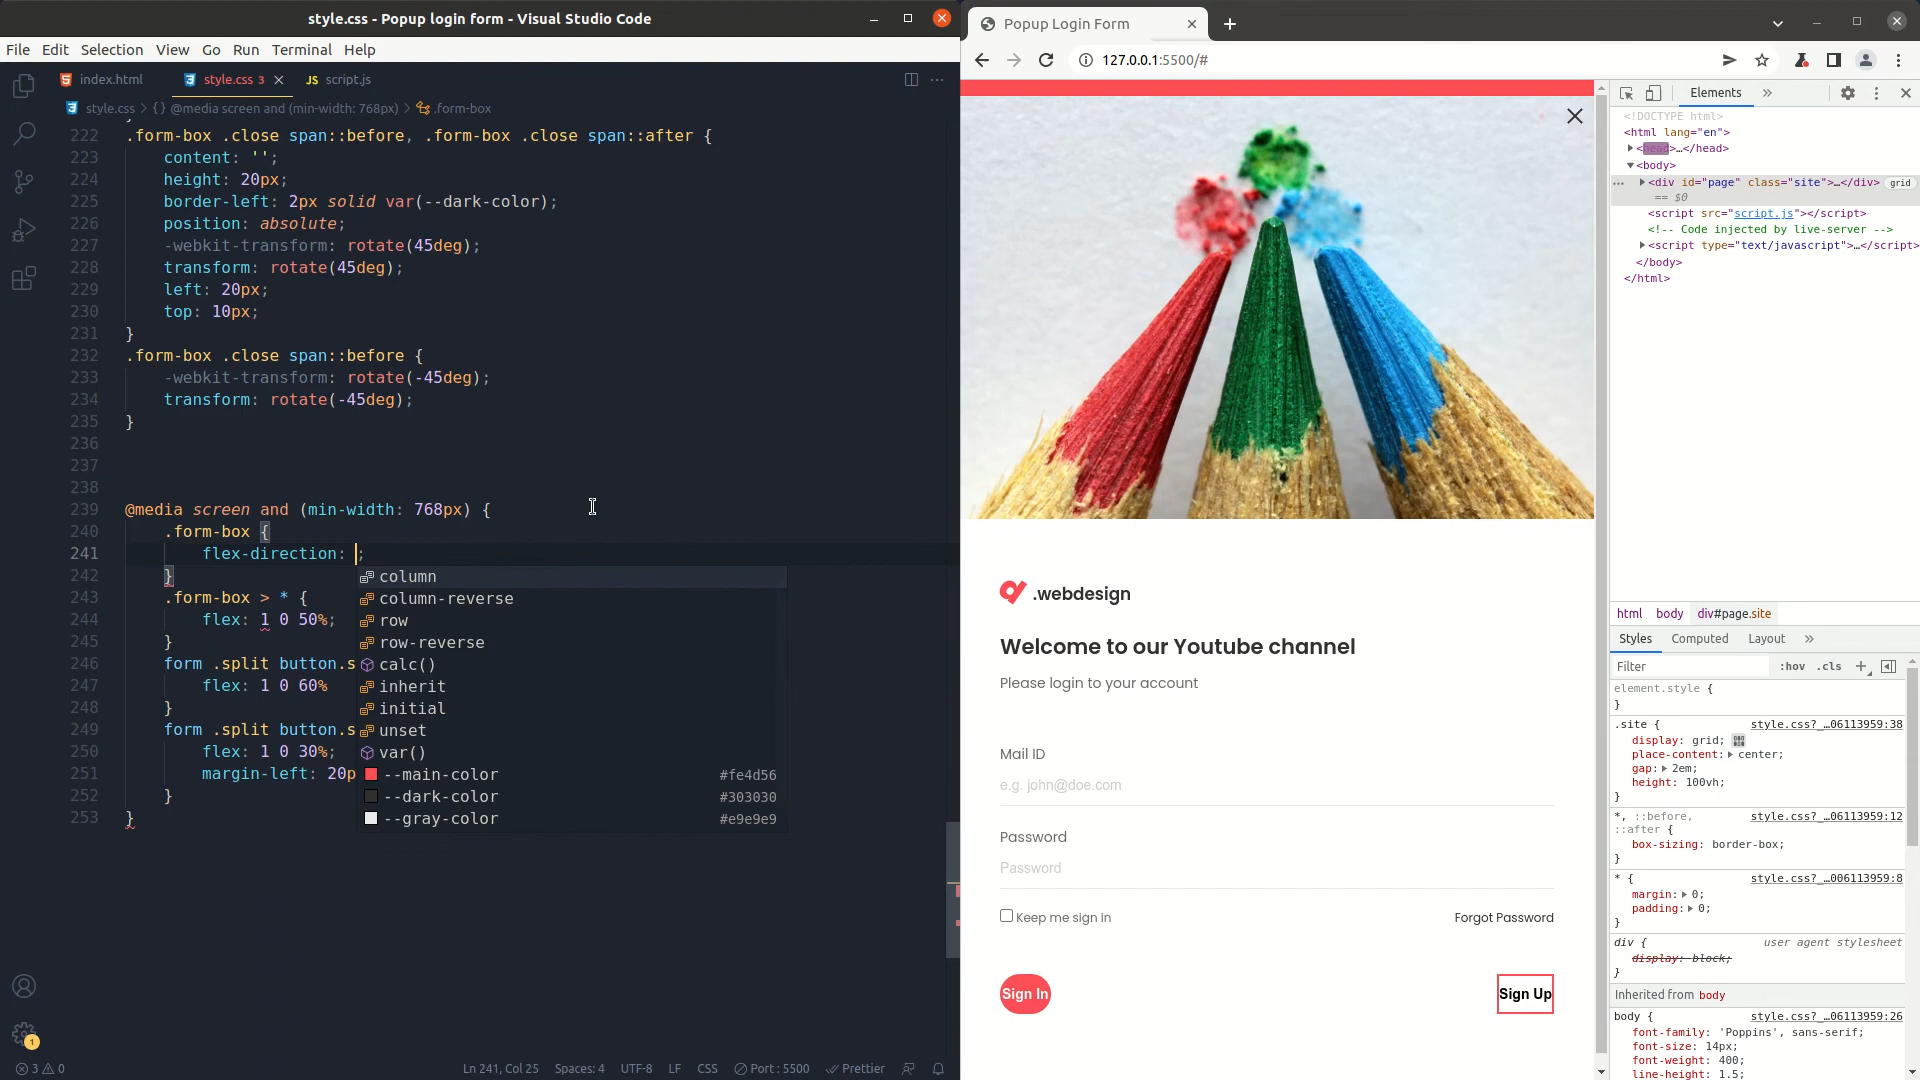 style.css - Popup login form - Visual Studio Code
File Edit Selection View Go Run Terminal Help
index.html
style.css 3
JS script.js
style.css > {} @media screen and (min-width: 768px) > .form-box
222 .form-box .close span::before, .form-box .close span::after {
223 content: '';
224 height: 20px;
225 border-left: 2px solid var(--dark-color);
226 position: absolute;
227 -webkit-transform: rotate(45deg);
228 transform: rotate(45deg);
229 left: 20px;
230 top: 10px;
231 }
232 .form-box .close span::before {
233 -webkit-transform: rotate(-45deg);
234 transform: rotate(-45deg);
235 }
236
237
238
239 @media screen and (min-width: 768px) {
240 .form-box {
241 flex-direction: ;
242 }
243 .form-box > * {
244 flex: 1 0 50%;
245 }
246 form .split button.s
247 flex: 1 0 60%
248 }
249 form .split button.s
250 flex: 1 0 30%;
251 margin-left: 20p
252 }
253 }
column
column-reverse
row
row-reverse
calc()
inherit
initial
unset
var()
--main-color #fe4d56
--dark-color #303030
--gray-color #e9e9e9
1
3 0
Ln 241, Col 25 Spaces: 4 UTF-8 LF CSS Port : 5500 Prettier
Popup Login Form
127.0.0.1:5500/#
.webdesign
Welcome to our Youtube channel
Please login to your account
Mail ID
e.g. john@doe.com
Password
Password
Keep me sign in Forgot Password
Sign In Sign Up
Elements »
<!DOCTYPE html>
<html lang="en">
<head>…</head>
<body>
<div id="page" class="site">…</div> grid
== $0
<script src="script.js"></script>
<!-- Code injected by live-server -->
<script type="text/javascript">…</script>
</body>
</html>
html body div#page.site
Styles Computed Layout »
Filter :hov .cls
element.style {
}
.site { style.css?_…06113959:38
display: grid;
place-content: center;
gap: 2em;
height: 100vh;
}
*, ::before, style.css?_…06113959:12
::after {
box-sizing: border-box;
}
* { style.css?_…006113959:8
margin: 0;
padding: 0;
}
div { user agent stylesheet
display: block;
}
Inherited from body
body { style.css?_…06113959:26
font-family: 'Poppins', sans-serif;
font-size: 14px;
font-weight: 400;
line-height: 1.5;